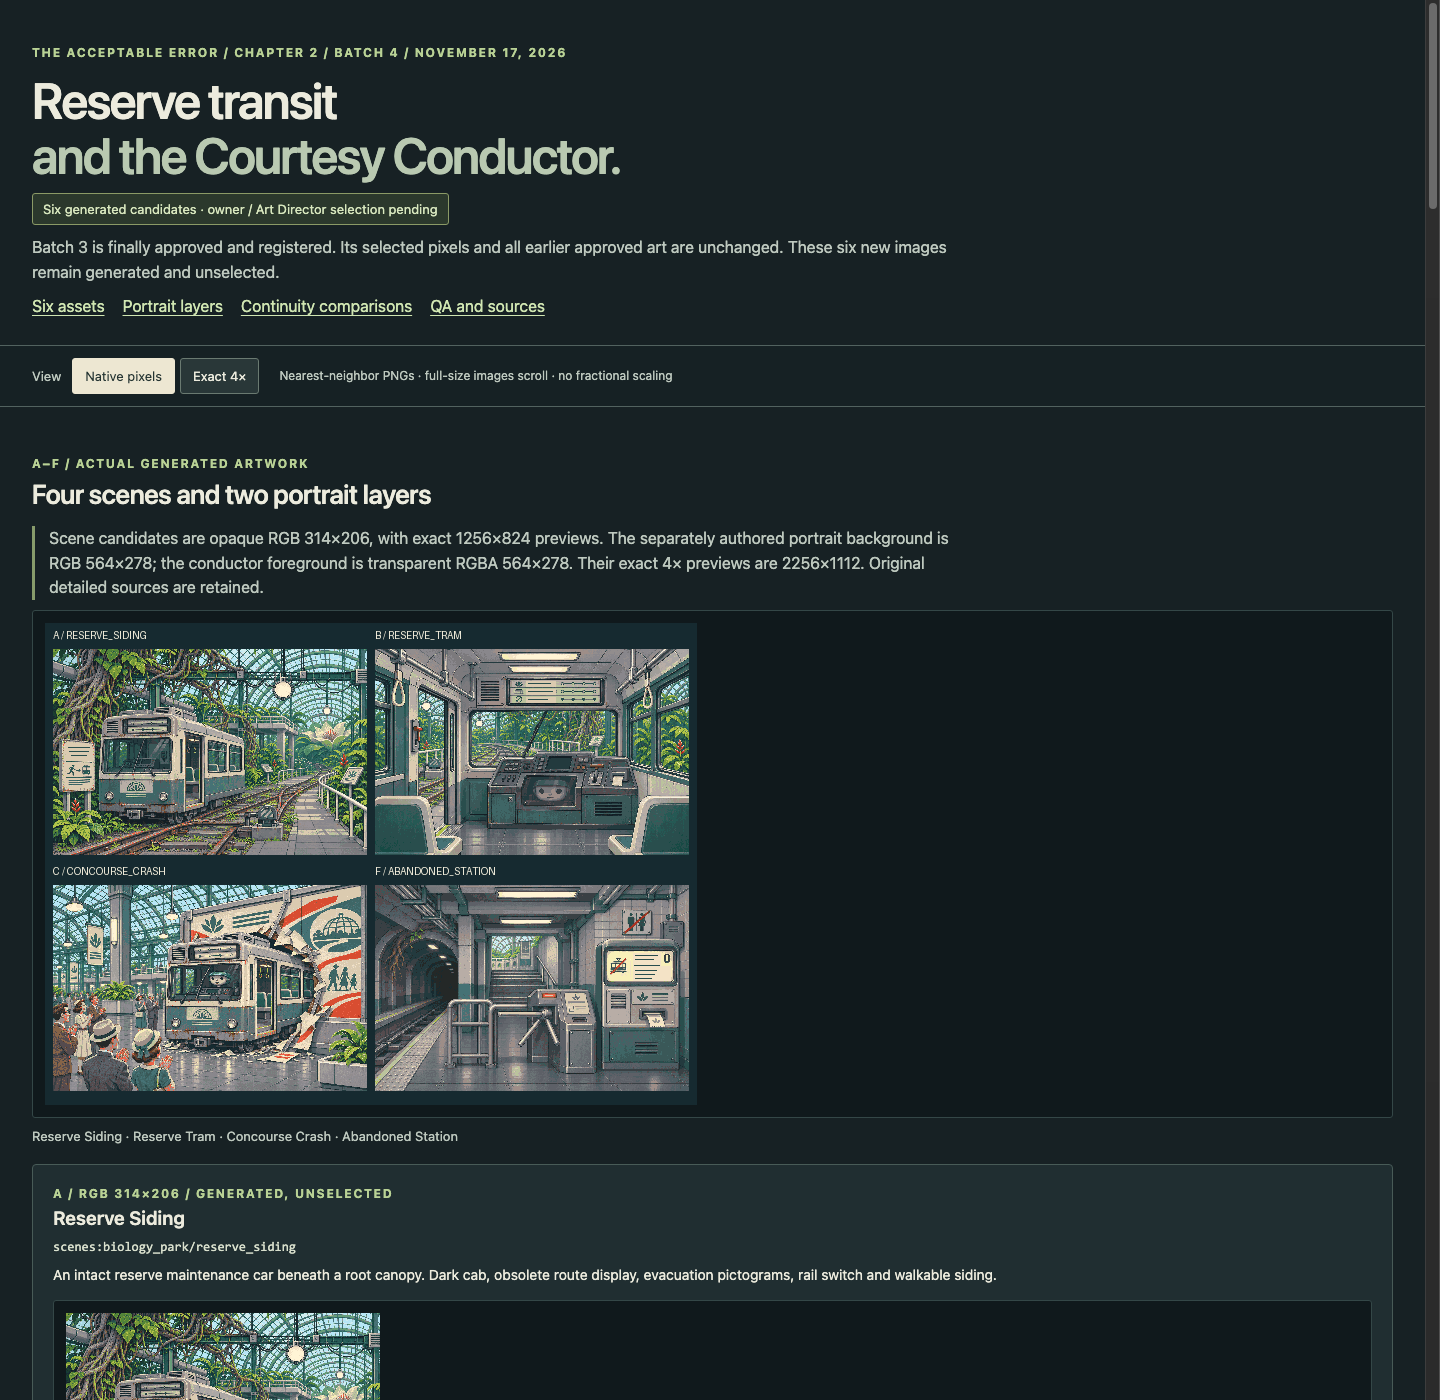 THE ACCEPTABLE ERROR / CHAPTER 2 / BATCH 4 / NOVEMBER 17, 2026
Reserve transit
and the Courtesy Conductor.
Six generated candidates · owner / Art Director selection pending
Batch 3 is finally approved and registered. Its selected pixels and all earlier approved art are unchanged. These six new images
remain generated and unselected.
Six assets Portrait layers Continuity comparisons QA and sources
View Native pixels Exact 4× Nearest-neighbor PNGs · full-size images scroll · no fractional scaling
A–F / ACTUAL GENERATED ARTWORK
Four scenes and two portrait layers
Scene candidates are opaque RGB 314×206, with exact 1256×824 previews. The separately authored portrait background is
RGB 564×278; the conductor foreground is transparent RGBA 564×278. Their exact 4× previews are 2256×1112. Original
detailed sources are retained.
A / RESERVE_SIDING B / RESERVE_TRAM
C / CONCOURSE_CRASH F / ABANDONED_STATION
0
Reserve Siding · Reserve Tram · Concourse Crash · Abandoned Station
A / RGB 314×206 / GENERATED, UNSELECTED
Reserve Siding
scenes:biology_park/reserve_siding
An intact reserve maintenance car beneath a root canopy. Dark cab, obsolete route display, evacuation pictograms, rail switch and walkable siding.